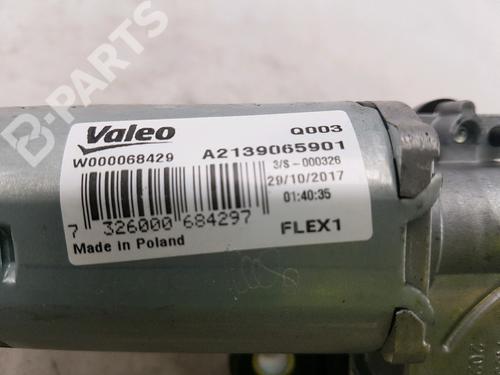 B-PARTS
Valeo
Q003
W000068429
A2139065901
3/S-000326
29/10/2017
01:40:35
7 326000 684297
FLEX1
Made in Poland